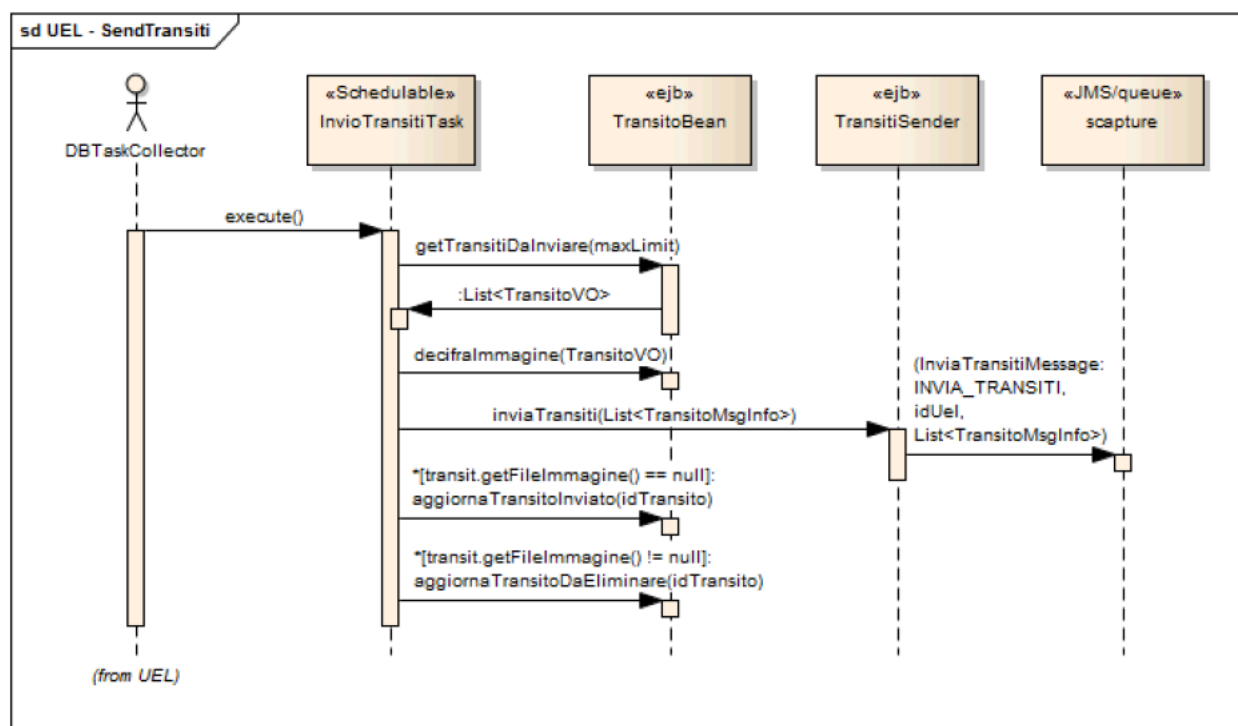 sd UEL - SendTransiti
DBTaskCollector
«Schedulable»
InvioTransitiTask
«ejb»
TransitoBean
«ejb»
TransitiSender
«JMS/queue»
scapture
execute()
getTransitiDaInviare(maxLimit)
:List<TransitoVO>
decifraImmagine(TransitoVO)
(InviaTransitiMessage:
INVIA_TRANSITI,
idUel,
List<TransitoMsgInfo>)
inviaTransiti(List<TransitoMsgInfo>)
*[transit.getFileImmagine() == null]:
aggiornaTransitoInviato(idTransito)
*[transit.getFileImmagine() != null]:
aggiornaTransitoDaEliminare(idTransito)
(from UEL)